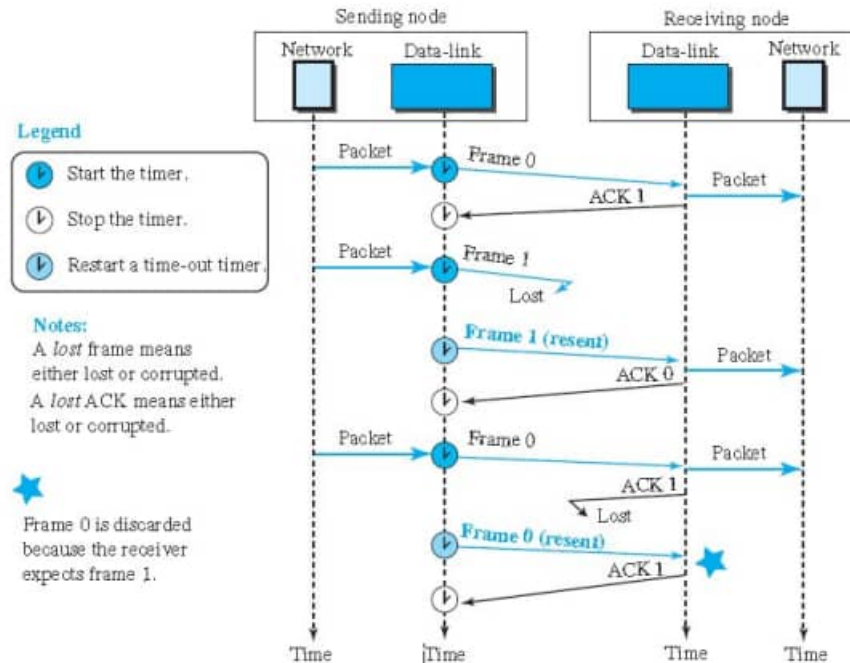 Sending node
Receiving node
Network
Data-link
Data-link
Network
Legend
Start the timer.
Stop the timer.
Restart a time-out timer.
Notes:
A lost frame means
either lost or corrupted.
A lost ACK means either
lost or corrupted.
Frame 0 is discarded
because the receiver
expects frame 1.
Packet
Frame 0
Packet
ACK 1
Packet
Frame 1
Lost
Frame 1 (resent)
Packet
ACK 0
Packet
Frame 0
Packet
ACK 1
Lost
Frame 0 (resent)
ACK 1
Time
Time
Time
Time